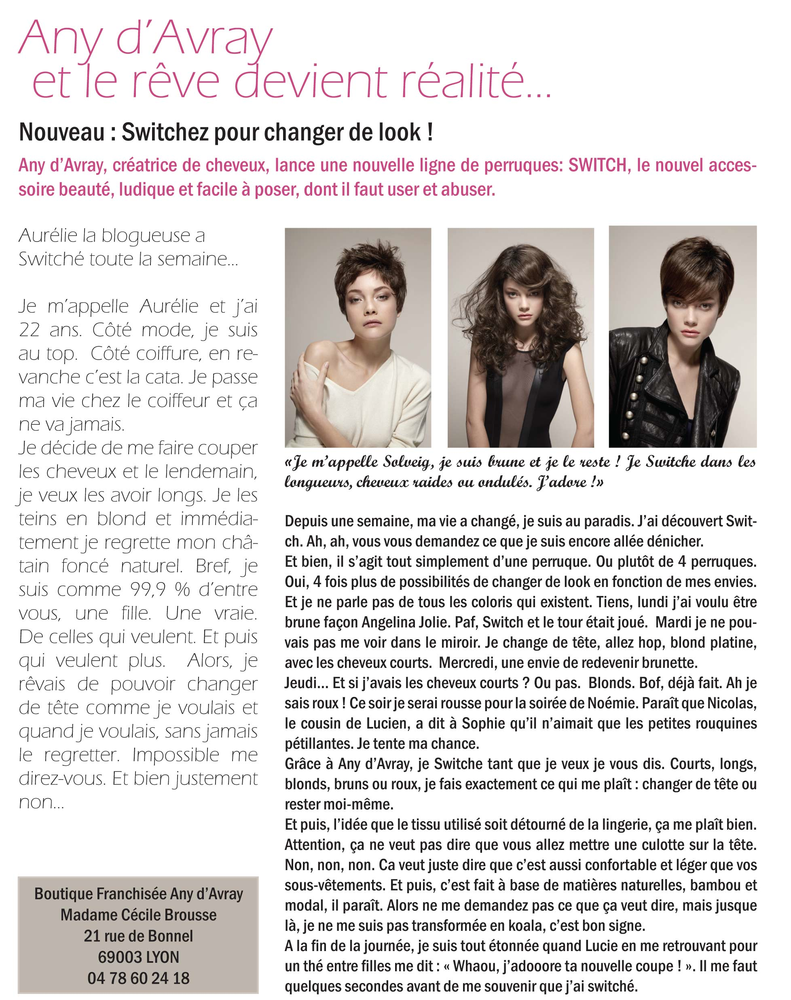 Any d’Avray
et le rêve devient réalité...
Nouveau : Switchez pour changer de look !
Any d’Avray, créatrice de cheveux, lance une nouvelle ligne de perruques: SWITCH, le nouvel acces-
soire beauté, ludique et facile à poser, dont il faut user et abuser.
Aurélie la blogueuse a
Switché toute la semaine...
Je m’appelle Aurélie et j’ai
22 ans. Côté mode, je suis
au top.  Côté coiffure, en re-
vanche c’est la cata. Je passe
ma vie chez le coiffeur et ça
ne va jamais.
Je décide de me faire couper
les cheveux et le lendemain,
je veux les avoir longs. Je les
teins en blond et immédia-
tement je regrette mon châ-
tain foncé naturel. Bref, je
suis comme 99,9 % d’entre
vous, une fille. Une vraie.
De celles qui veulent. Et puis
qui veulent plus.  Alors, je
rêvais de pouvoir changer
de tête comme je voulais et
quand je voulais, sans jamais
le regretter. Impossible me
direz-vous. Et bien justement
non...
Boutique Franchisée Any d’Avray
Madame Cécile Brousse
21 rue de Bonnel
69003 LYON
04 78 60 24 18
«Je m’appelle Solveig, je suis brune et je le reste ! Je Switche dans les
longueurs, cheveux raides ou ondulés. J’adore !»
Depuis une semaine, ma vie a changé, je suis au paradis. J’ai découvert Swit-
ch. Ah, ah, vous vous demandez ce que je suis encore allée dénicher.
Et bien, il s’agit tout simplement d’une perruque. Ou plutôt de 4 perruques.
Oui, 4 fois plus de possibilités de changer de look en fonction de mes envies.
Et je ne parle pas de tous les coloris qui existent. Tiens, lundi j’ai voulu être
brune façon Angelina Jolie. Paf, Switch et le tour était joué.  Mardi je ne pou-
vais pas me voir dans le miroir. Je change de tête, allez hop, blond platine,
avec les cheveux courts.  Mercredi, une envie de redevenir brunette.
Jeudi... Et si j’avais les cheveux courts ? Ou pas.  Blonds. Bof, déjà fait. Ah je
sais roux ! Ce soir je serai rousse pour la soirée de Noémie. Paraît que Nicolas,
le cousin de Lucien, a dit à Sophie qu’il n’aimait que les petites rouquines
pétillantes. Je tente ma chance.
Grâce à Any d’Avray, je Switche tant que je veux je vous dis. Courts, longs,
blonds, bruns ou roux, je fais exactement ce qui me plaît : changer de tête ou
rester moi-même.
Et puis, l’idée que le tissu utilisé soit détourné de la lingerie, ça me plaît bien.
Attention, ça ne veut pas dire que vous allez mettre une culotte sur la tête.
Non, non, non. Ca veut juste dire que c’est aussi confortable et léger que vos
sous-vêtements. Et puis, c’est fait à base de matières naturelles, bambou et
modal, il paraît. Alors ne me demandez pas ce que ça veut dire, mais jusque
là, je ne me suis pas transformée en koala, c’est bon signe.
A la fin de la journée, je suis tout étonnée quand Lucie en me retrouvant pour
un thé entre filles me dit : « Whaou, j’adooore ta nouvelle coupe ! ». Il me faut
quelques secondes avant de me souvenir que j’ai switché.